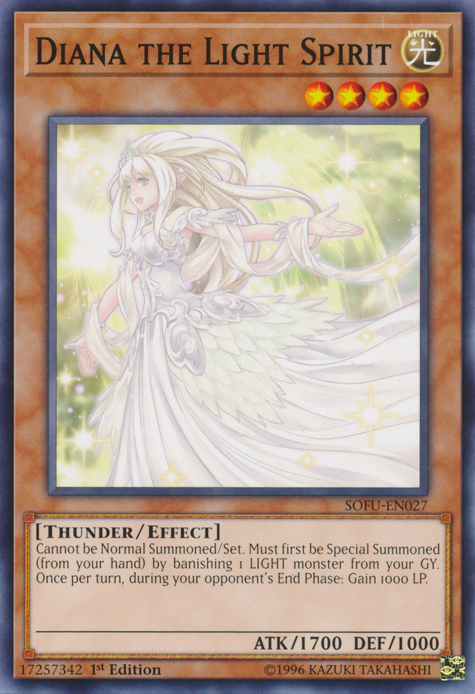 DIANA THE LIGHT SPIRIT
LIGHT
光
SOFU-EN027
[THUNDER/EFFECT]
Cannot be Normal Summoned/Set. Must first be Special Summoned
(from your hand) by banishing 1 LIGHT monster from your GY.
Once per turn, during your opponent's End Phase: Gain 1000 LP.
ATK/1700 DEF/1000
17257342 1st Edition ©1996 KAZUKI TAKAHASHI